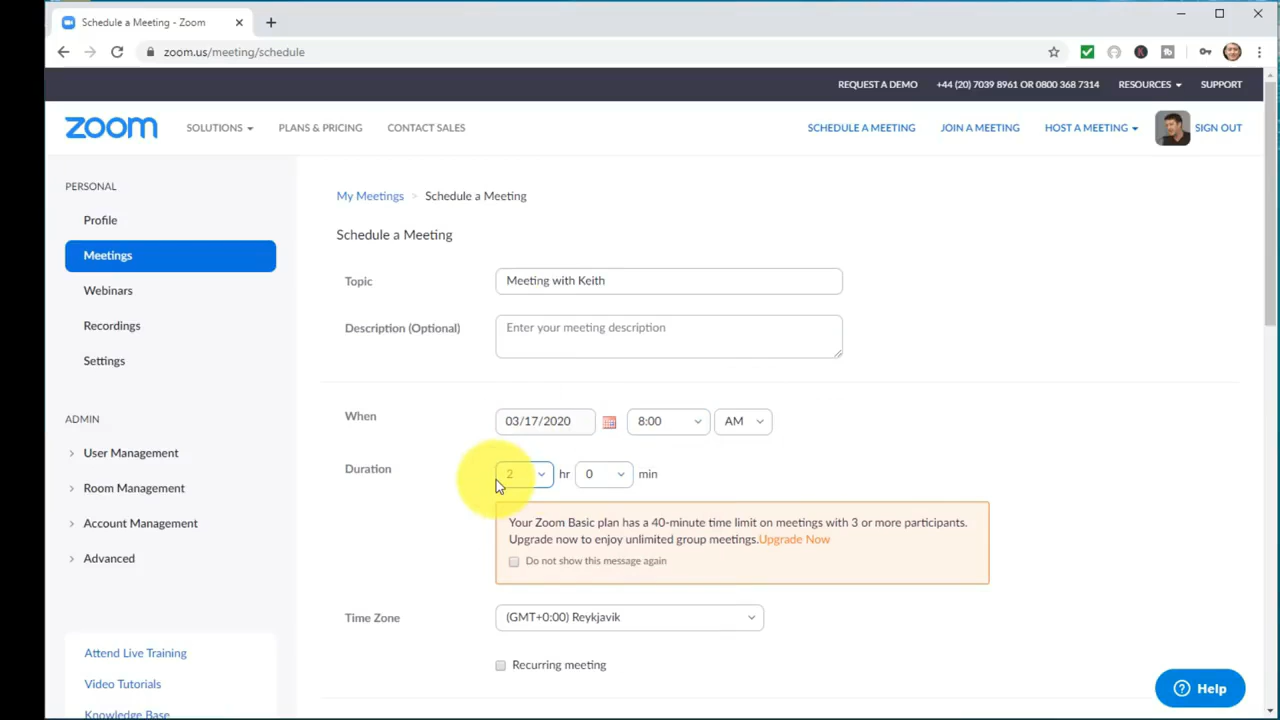 Schedule a Meeting - Zoom
zoom.us/meeting/schedule
REQUEST A DEMO +44 (20) 7039 8961 OR 0800 368 7314 RESOURCES SUPPORT
zoom SOLUTIONS PLANS & PRICING CONTACT SALES SCHEDULE A MEETING JOIN A MEETING HOST A MEETING SIGN OUT
PERSONAL
Profile
Meetings
Webinars
Recordings
Settings
ADMIN
User Management
Room Management
Account Management
Advanced
Attend Live Training
Video Tutorials
Knowledge Base
My Meetings > Schedule a Meeting
Schedule a Meeting
Topic Meeting with Keith
Description (Optional) Enter your meeting description
When 03/17/2020 8:00 AM
Duration 2 hr 0 min
Your Zoom Basic plan has a 40-minute time limit on meetings with 3 or more participants.
Upgrade now to enjoy unlimited group meetings.Upgrade Now
Do not show this message again
Time Zone (GMT+0:00) Reykjavik
Recurring meeting
Help